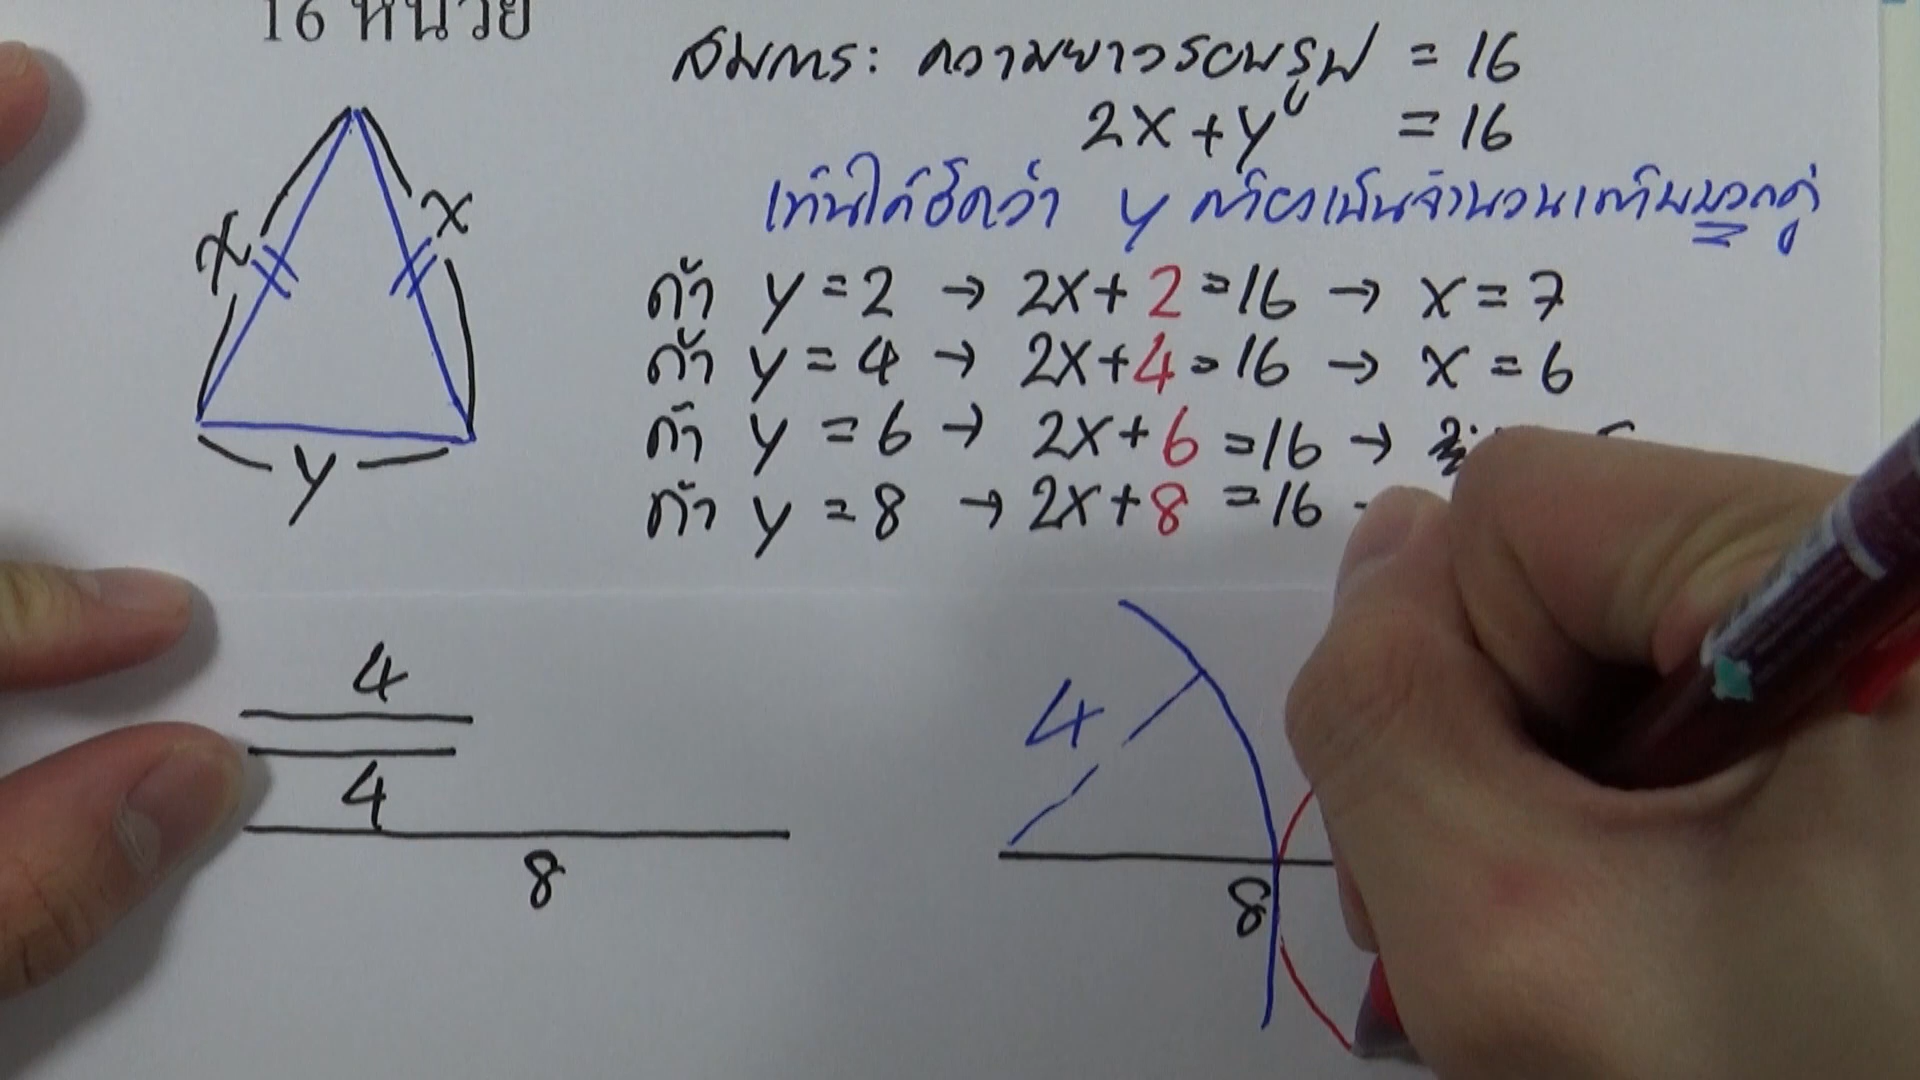 16 หน่วย
สมการ: ความยาวรอบรูป = 16
2x + y = 16
เห็นได้ชัดว่า y ต้องเป็นจำนวนเต็มบวกคู่
x
x
y
ถ้า y = 2 → 2x + 2 = 16 → x = 7
ถ้า y = 4 → 2x + 4 = 16 → x = 6
ถ้า y = 6 → 2x + 6 = 16 →
ถ้า y = 8 → 2x + 8 = 16
4
4
8
4
8